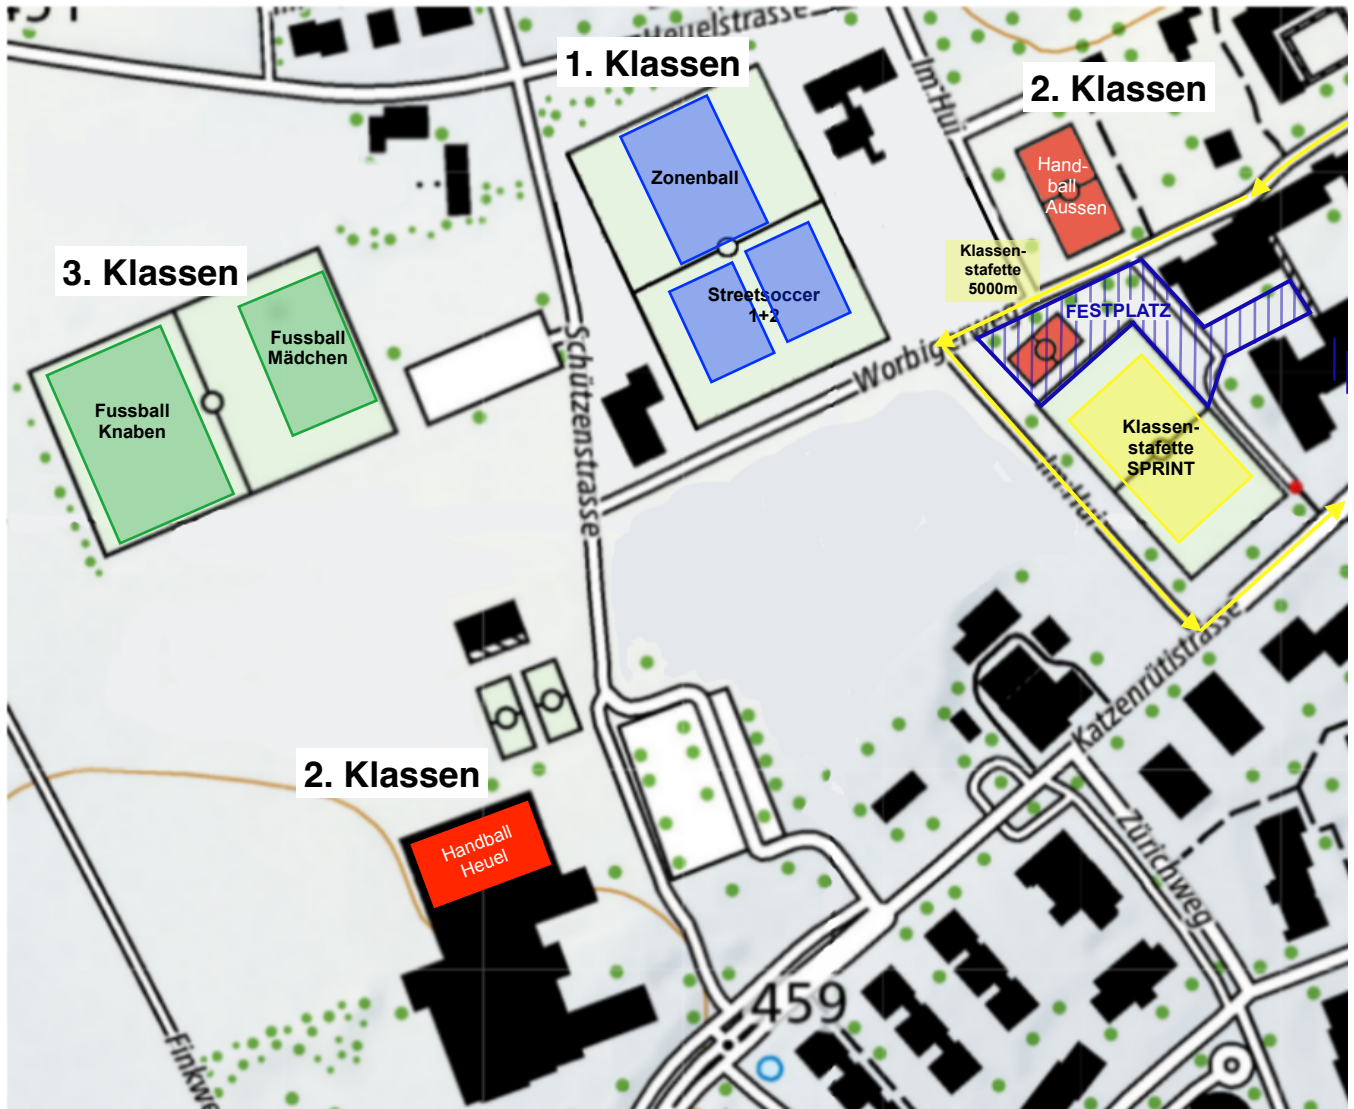 Heuelstrasse
1. Klassen
Im Hui
2. Klassen
Zonenball
Hand-
ball
Aussen
3. Klassen
Klassen-
stafette
5000m
Streetsoccer
1+2
FESTPLATZ
Fussball
Mädchen
Schützenstrasse
Worbigerweg
Fussball
Knaben
Klassen-
stafette
SPRINT
Im Hui
Katzenrütistrasse
2. Klassen
Handball
Heuel
Zürichweg
459
Finkwe